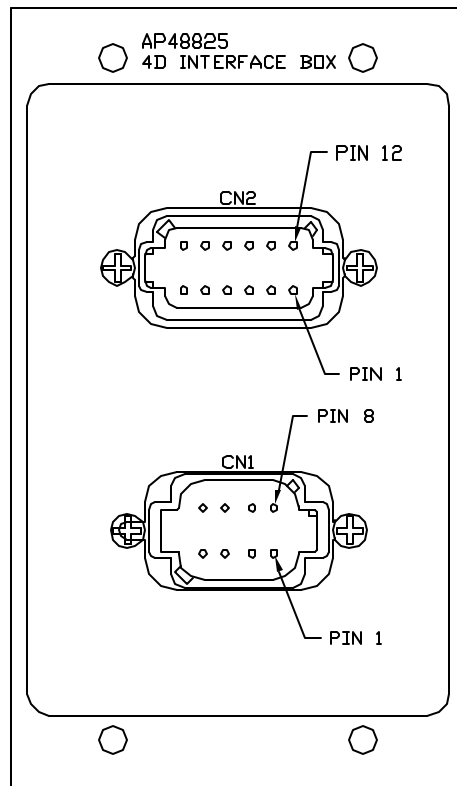 AP48825
4D INTERFACE BOX
PIN 12
CN2
PIN 1
PIN 8
CN1
PIN 1